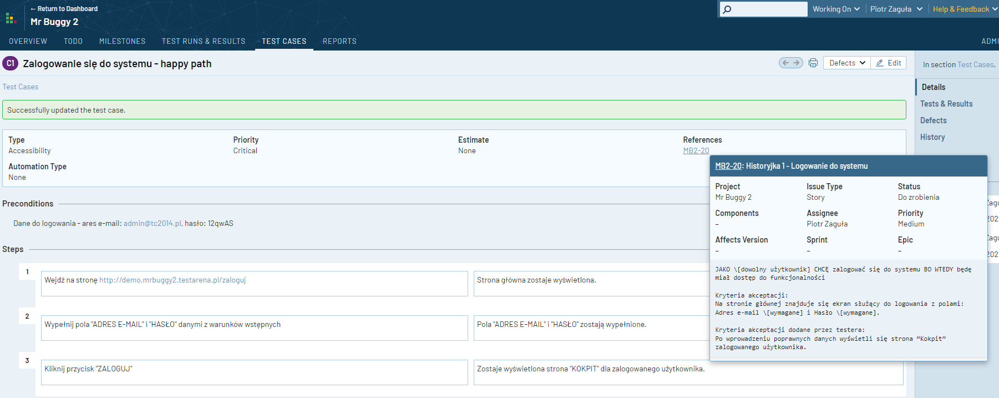 ← Return to Dashboard
Mr Buggy 2
Working On
Piotr Zaguła
Help & Feedback
OVERVIEW TODO MILESTONES TEST RUNS & RESULTS TEST CASES REPORTS
C1 Zalogowanie się do systemu - happy path
Defects Edit
In section Test Cases.
Test Cases
Details
Tests & Results
Defects
History
Successfully updated the test case.
Type Priority Estimate References
Accessibility Critical None MB2-20
Automation Type
None
MB2-20: Historyjka 1 - Logowanie do systemu
Project Issue Type Status
Mr Buggy 2 Story Do zrobienia
Components Assignee Priority
– Piotr Zaguła Medium
Affects Version Sprint Epic
– – –
JAKO \[dowolny użytkownik] CHCĘ zalogować się do systemu BO WTEDY będę
miał dostęp do funkcjonalności
Kryteria akceptacji:
Na stronie głównej znajduje się ekran służący do logowania z polami:
Adres e-mail \[wymagane] i Hasło \[wymagane].
Kryteria akceptacji dodane przez testera:
Po wprowadzeniu poprawnych danych wyświetli się strona “Kokpit”
zalogowanego użytkownika.
Preconditions
Dane do logowania - ares e-mail: admin@tc2014.pl, hasło: 12qwAS
Steps
1
Wejdź na stronę http://demo.mrbuggy2.testarena.pl/zaloguj
Strona główna zostaje wyświetlona.
2
Wypełnij pola "ADRES E-MAIL" i "HASŁO" danymi z warunków wstępnych
Pola "ADRES E-MAIL" i "HASŁO" zostają wypełnione.
3
Kliknij przycisk "ZALOGUJ"
Zostaje wyświetlona strona "KOKPIT" dla zalogowanego użytkownika.